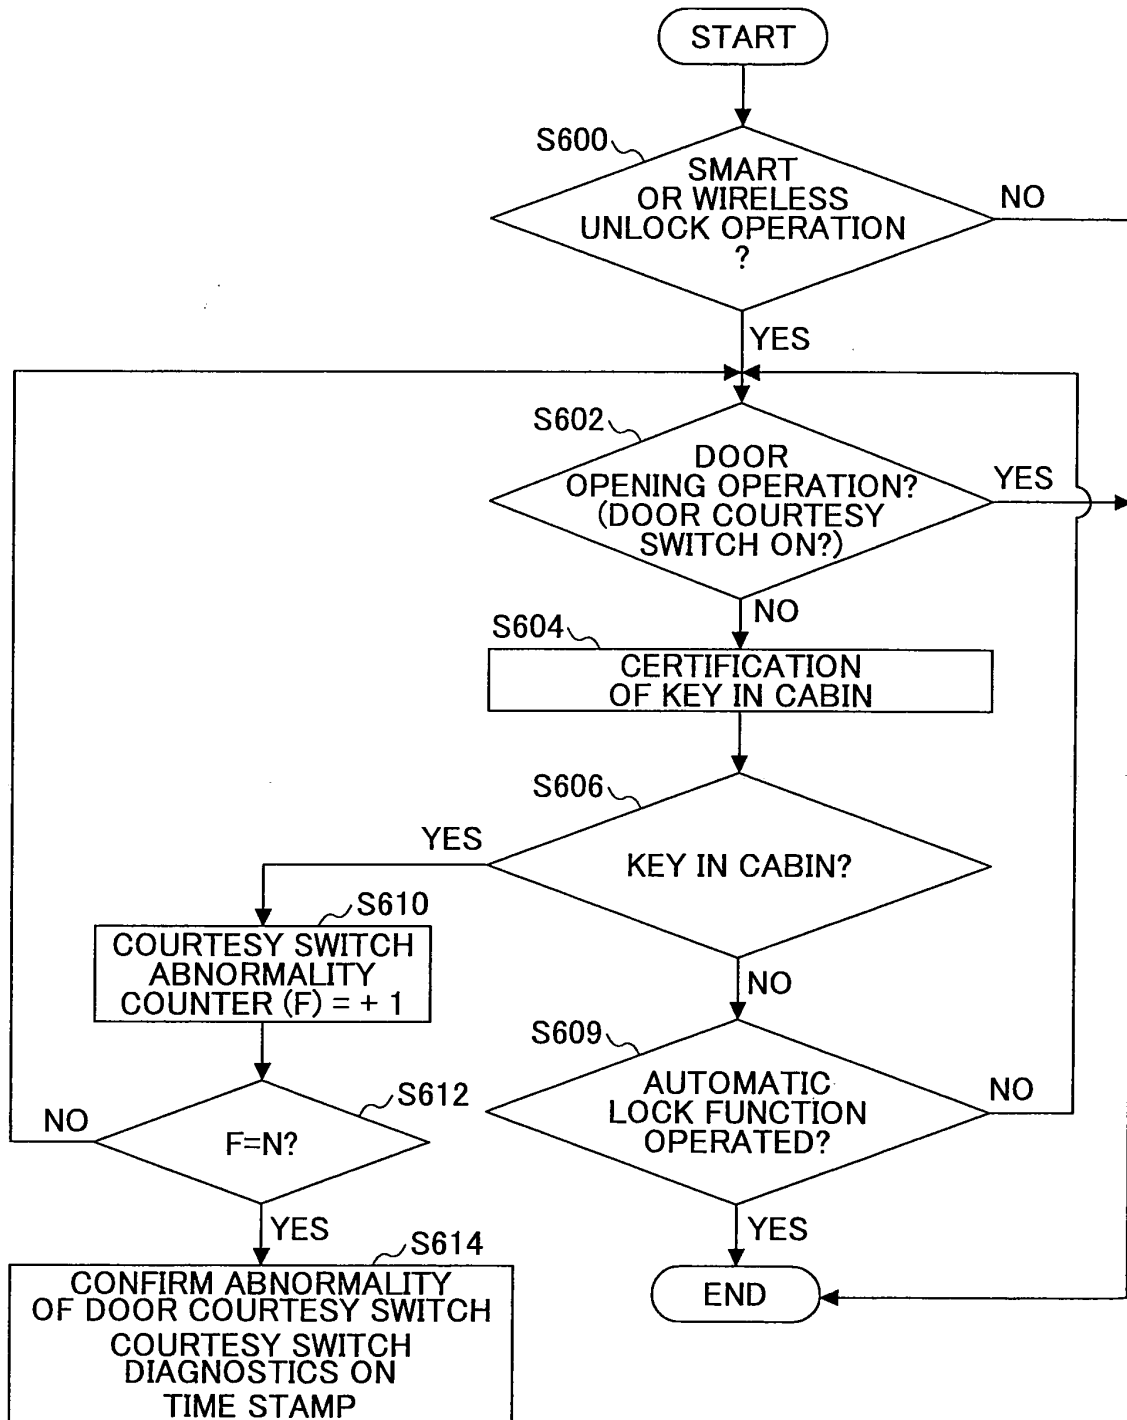 START
S600
SMART
OR WIRELESS
UNLOCK OPERATION
?
NO
YES
S602
DOOR
OPENING OPERATION?
(DOOR COURTESY
SWITCH ON?)
YES
NO
S604
CERTIFICATION
OF KEY IN CABIN
S606
YES
KEY IN CABIN?
S610
COURTESY SWITCH
ABNORMALITY
COUNTER (F) = + 1
NO
S609
AUTOMATIC
LOCK FUNCTION
OPERATED?
NO
S612
NO
F=N?
YES
YES
S614
CONFIRM ABNORMALITY
OF DOOR COURTESY SWITCH
COURTESY SWITCH
DIAGNOSTICS ON
TIME STAMP
END